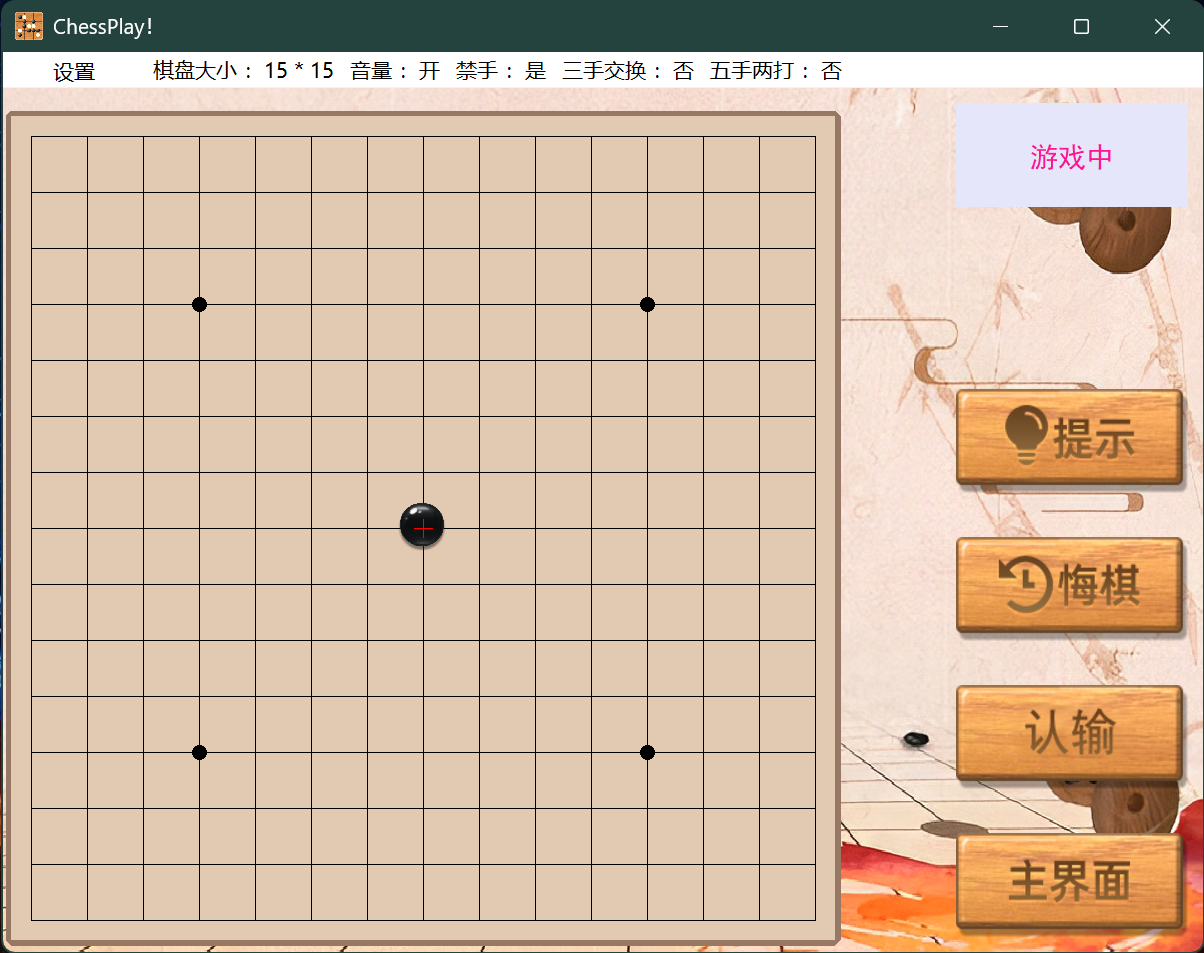 ChessPlay!
设置 棋盘大小： 15 * 15 音量： 开 禁手： 是 三手交换： 否 五手两打： 否
游戏中
提示
悔棋
认输
主界面